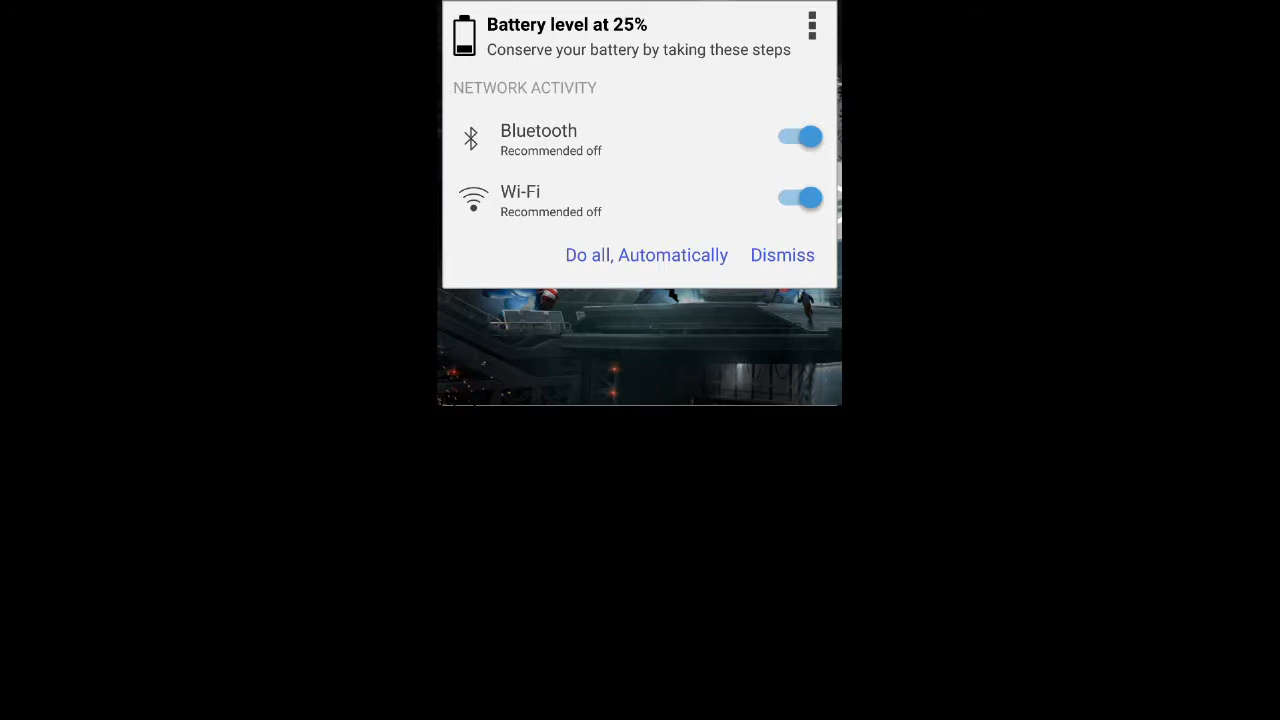 Battery level at 25%
Conserve your battery by taking these steps
NETWORK ACTIVITY
Bluetooth
Recommended off
Wi-Fi
Recommended off
Do all, Automatically Dismiss